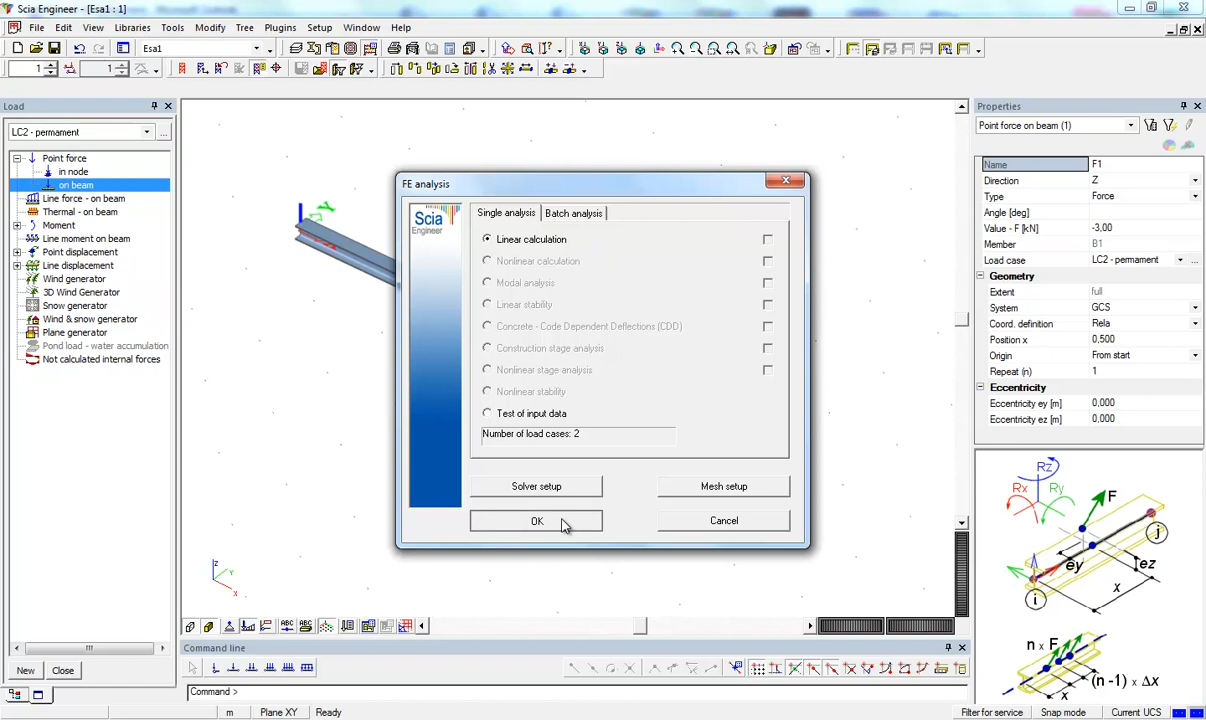 Scia Engineer - [Esa1 : 1]
File Edit View Libraries Tools Modify Tree Plugins Setup Window Help
Esa1
1 1
Load
LC2 - permament ...
Point force
in node
on beam
Line force - on beam
Thermal - on beam
Moment
Line moment on beam
Point displacement
Line displacement
Wind generator
3D Wind Generator
Snow generator
Wind & snow generator
Plane generator
Pond load - water accumulation
Not calculated internal forces
New Close
Y
Z Y X
FE analysis
Scia
Engineer
Single analysis Batch analysis
Linear calculation
Nonlinear calculation
Modal analysis
Linear stability
Concrete - Code Dependent Deflections (CDD)
Construction stage analysis
Nonlinear stage analysis
Nonlinear stability
Test of input data
Number of load cases: 2
Solver setup Mesh setup
OK Cancel
Properties
Point force on beam (1)
Name F1
Direction Z
Type Force
Angle [deg]
Value - F [kN] -3,00
Member B1
Load case LC2 - permament ...
Geometry
Extent full
System GCS
Coord. definition Rela
Position x 0,500
Origin From start
Repeat (n) 1
Eccentricity
Eccentricity ey [m] 0,000
Eccentricity ez [m] 0,000
Rz
Rx Ry F
j
ey ez
x
i
n x F
(n -1) x Δx
x
Command line
Command >
m Plane XY Ready Filter for service Snap mode Current UCS